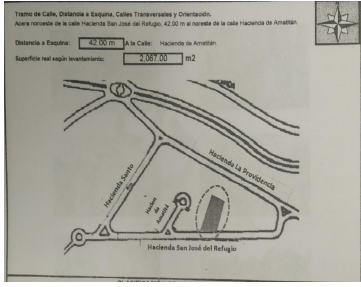 Tramo de Calle, Distancia a Esquina, Calles Transversales y Orientación.
Acera noroeste de la calle Hacienda San José del Refugio, 42.00 m al noreste de la calle Hacienda de Amatitán.
Distancia a Esquina: 42.00 m A la Calle: Hacienda de Amatitán.
Superficie real según levantamiento: 2,067.00 m2
Hacienda La Providencia
Hacienda Santo
de
Amatitá
Hacienda San José del Refugio